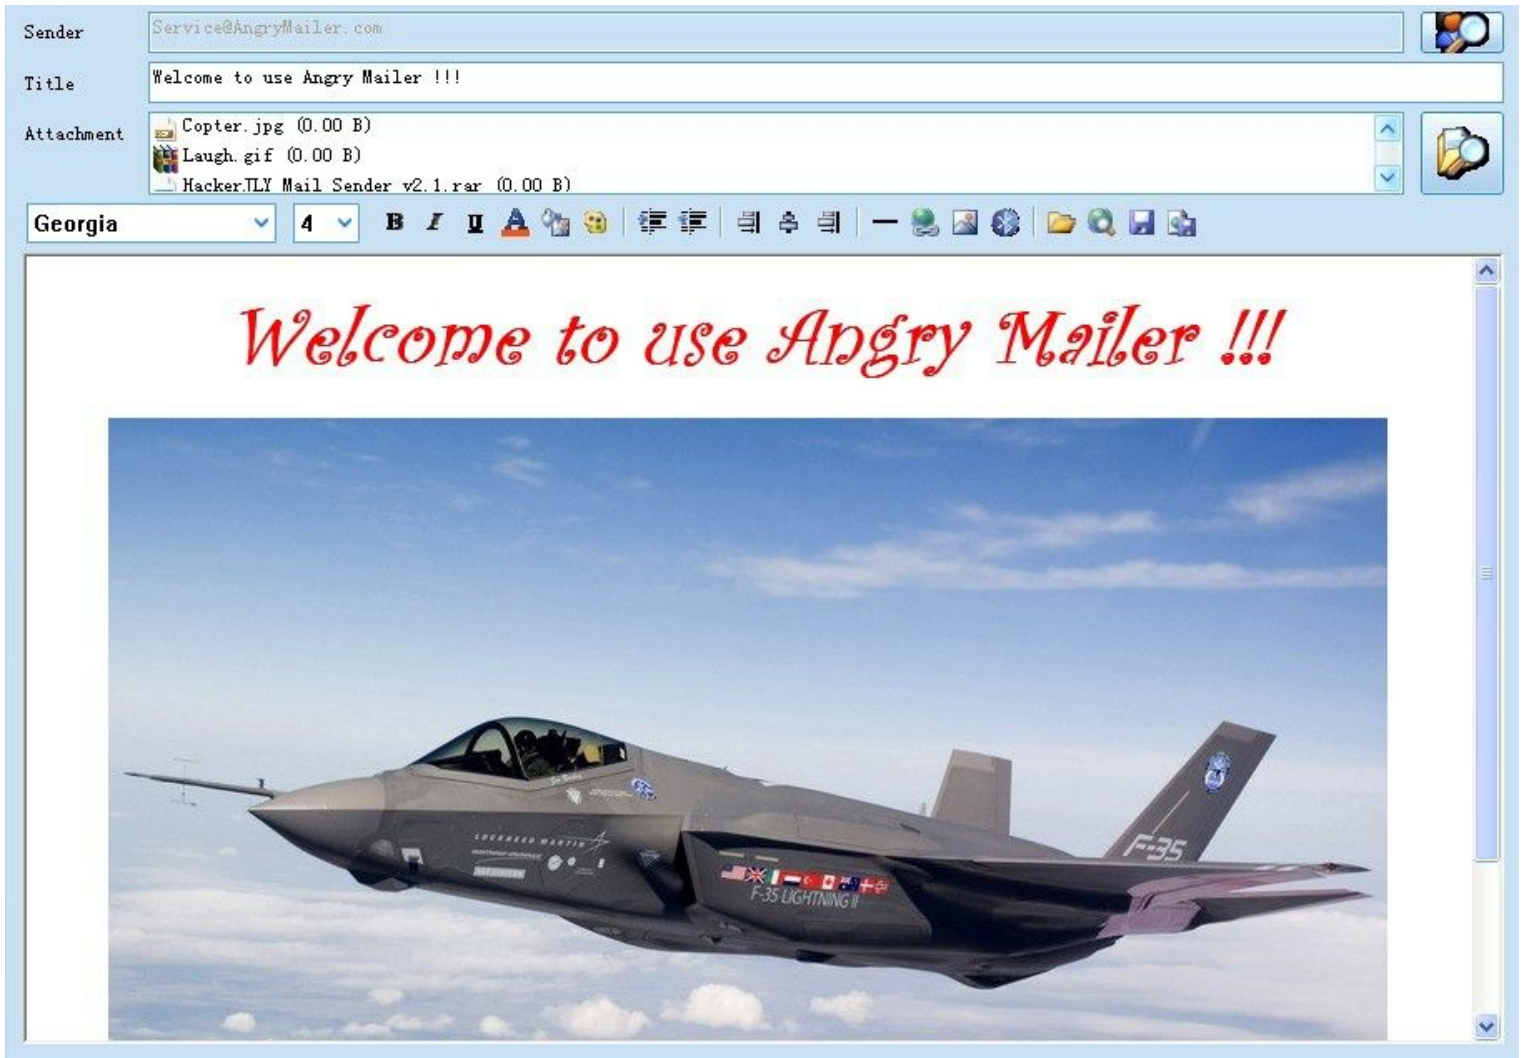 Sender
Service@AngryMailer.com
Title
Welcome to use Angry Mailer !!!
Attachment
Copter.jpg (0.00 B)
Laugh.gif (0.00 B)
HackerTLY Mail Sender v2.1.rar (0.00 B)
Georgia
4
B I U A
Welcome to use Angry Mailer !!!
LOCKHEED MARTIN
F-35
F-35 LIGHTNING II